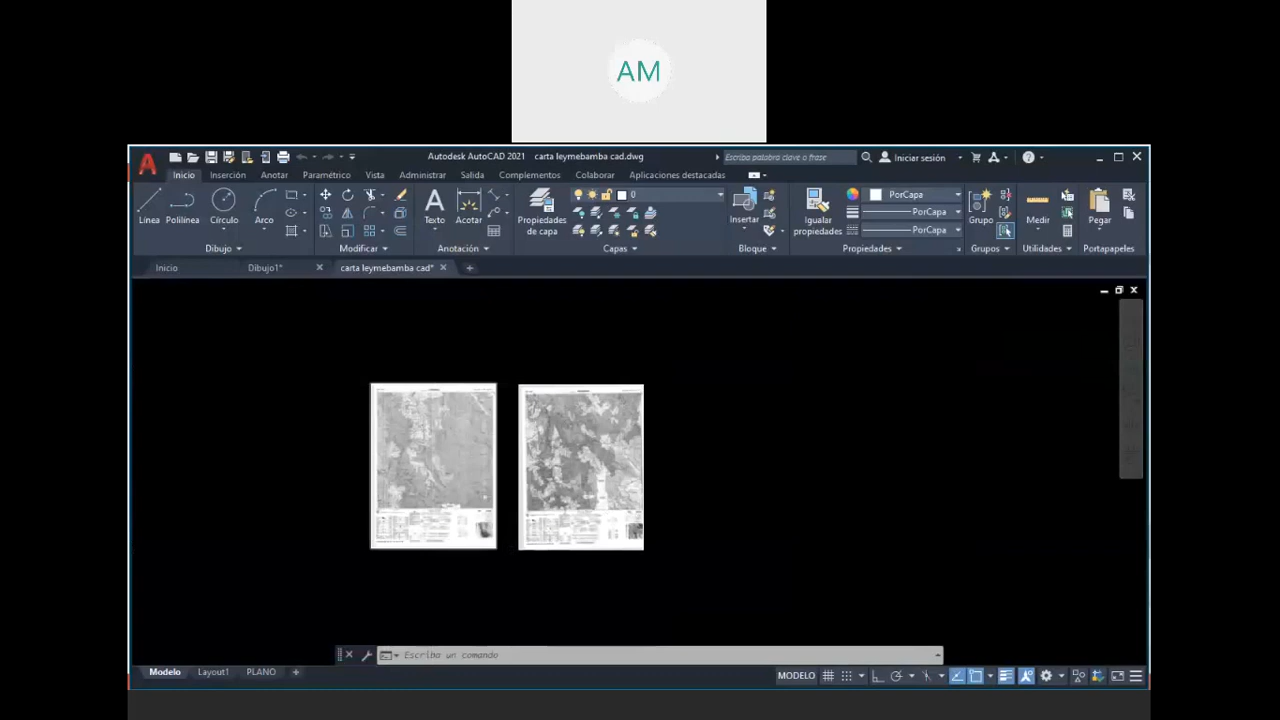 AM
Autodesk AutoCAD 2021 carta leymebamba cad.dwg
Escriba palabra clave o frase
Iniciar sesión
Inicio Inserción Anotar Paramétrico Vista Administrar Salida Complementos Colaborar Aplicaciones destacadas
0
PorCapa
PorCapa
PorCapa
Línea Polilínea Círculo Arco Texto Acotar Propiedades de capa Insertar Igualar propiedades Grupo Medir Pegar
Dibujo Modificar Anotación Capas Bloque Propiedades Grupos Utilidades Portapapeles
Inicio Dibujo1* carta leymebamba cad*
Escriba un comando
Modelo Layout1 PLANO
MODELO